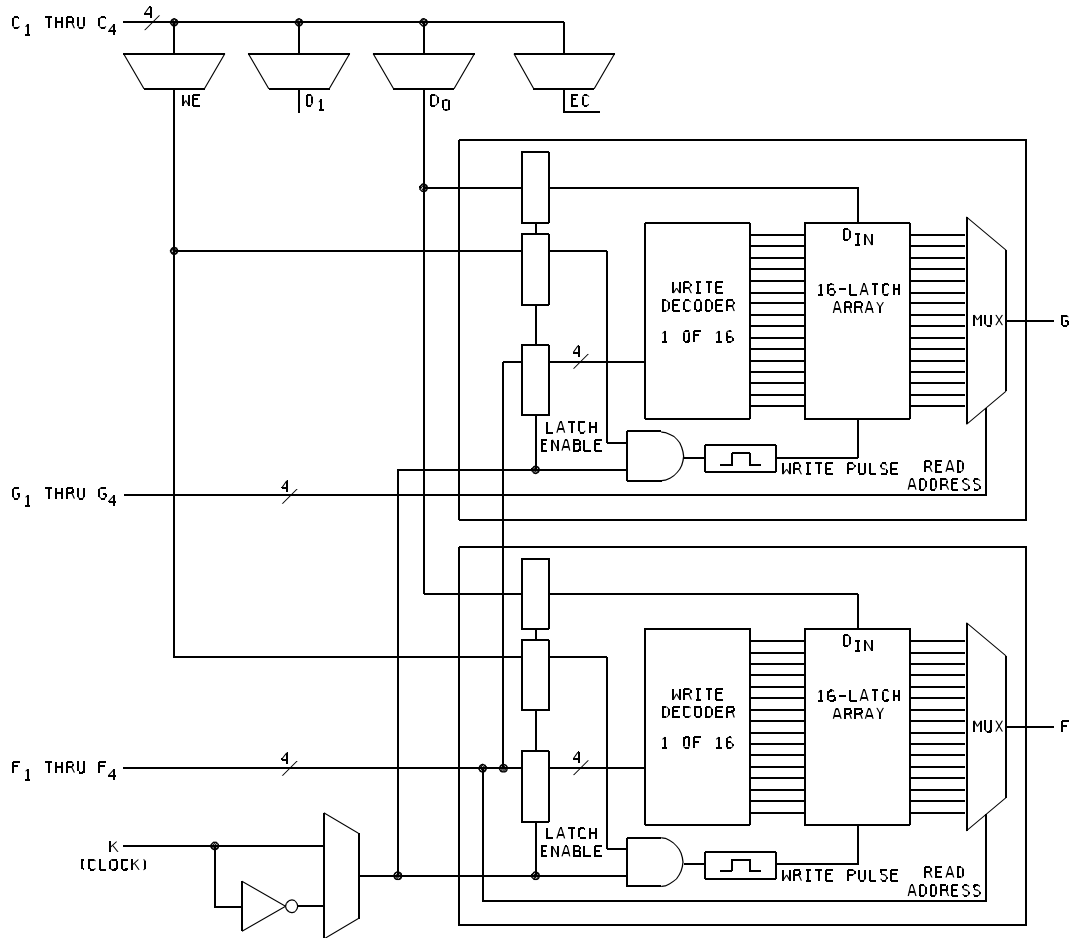 C1 THRU C4 4
WE D1 D0 EC
DIN
WRITE
DECODER
1 OF 16
16-LATCH
ARRAY
MUX
G
4
LATCH
ENABLE
WRITE PULSE
READ
ADDRESS
G1 THRU G4 4
DIN
WRITE
DECODER
1 OF 16
16-LATCH
ARRAY
MUX
F
F1 THRU F4 4
4
LATCH
ENABLE
WRITE PULSE
READ
ADDRESS
K
(CLOCK)